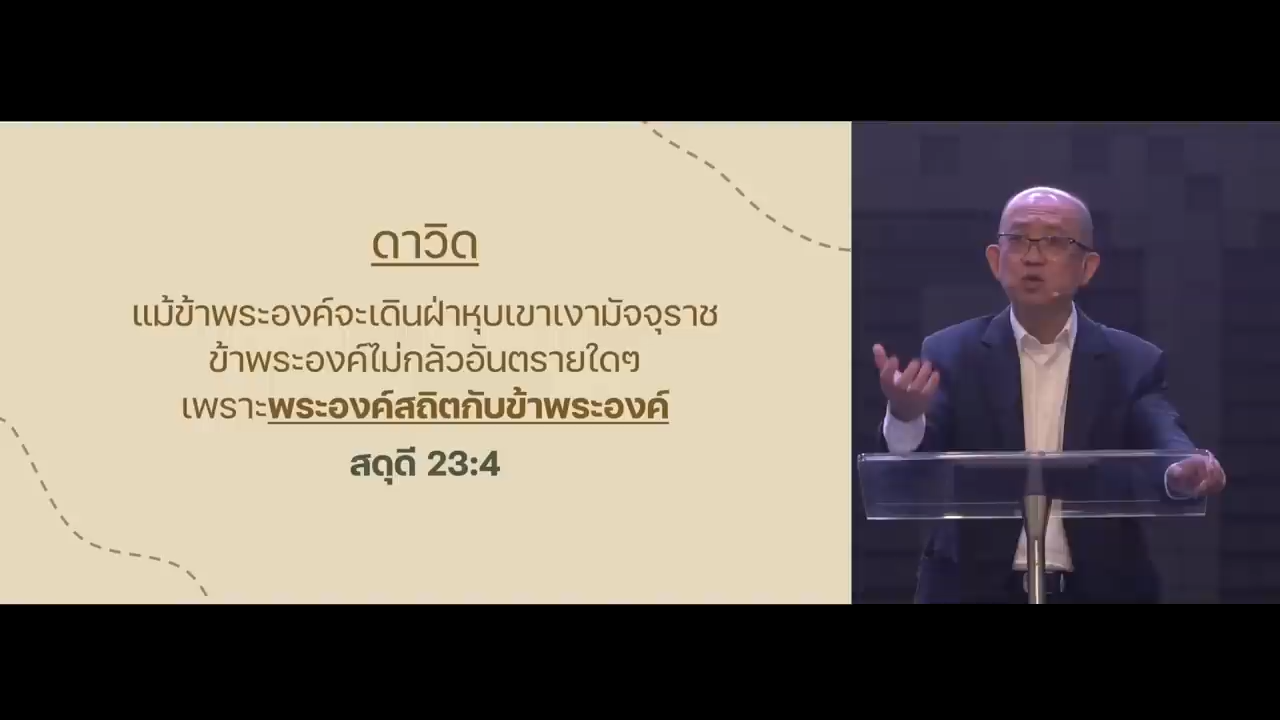 ดาวิด
แม้ข้าพระองค์จะเดินฝ่าหุบเขาเงามัจจุราช
ข้าพระองค์ไม่กลัวอันตรายใดๆ
เพราะพระองค์สถิตกับข้าพระองค์
สดุดี 23:4